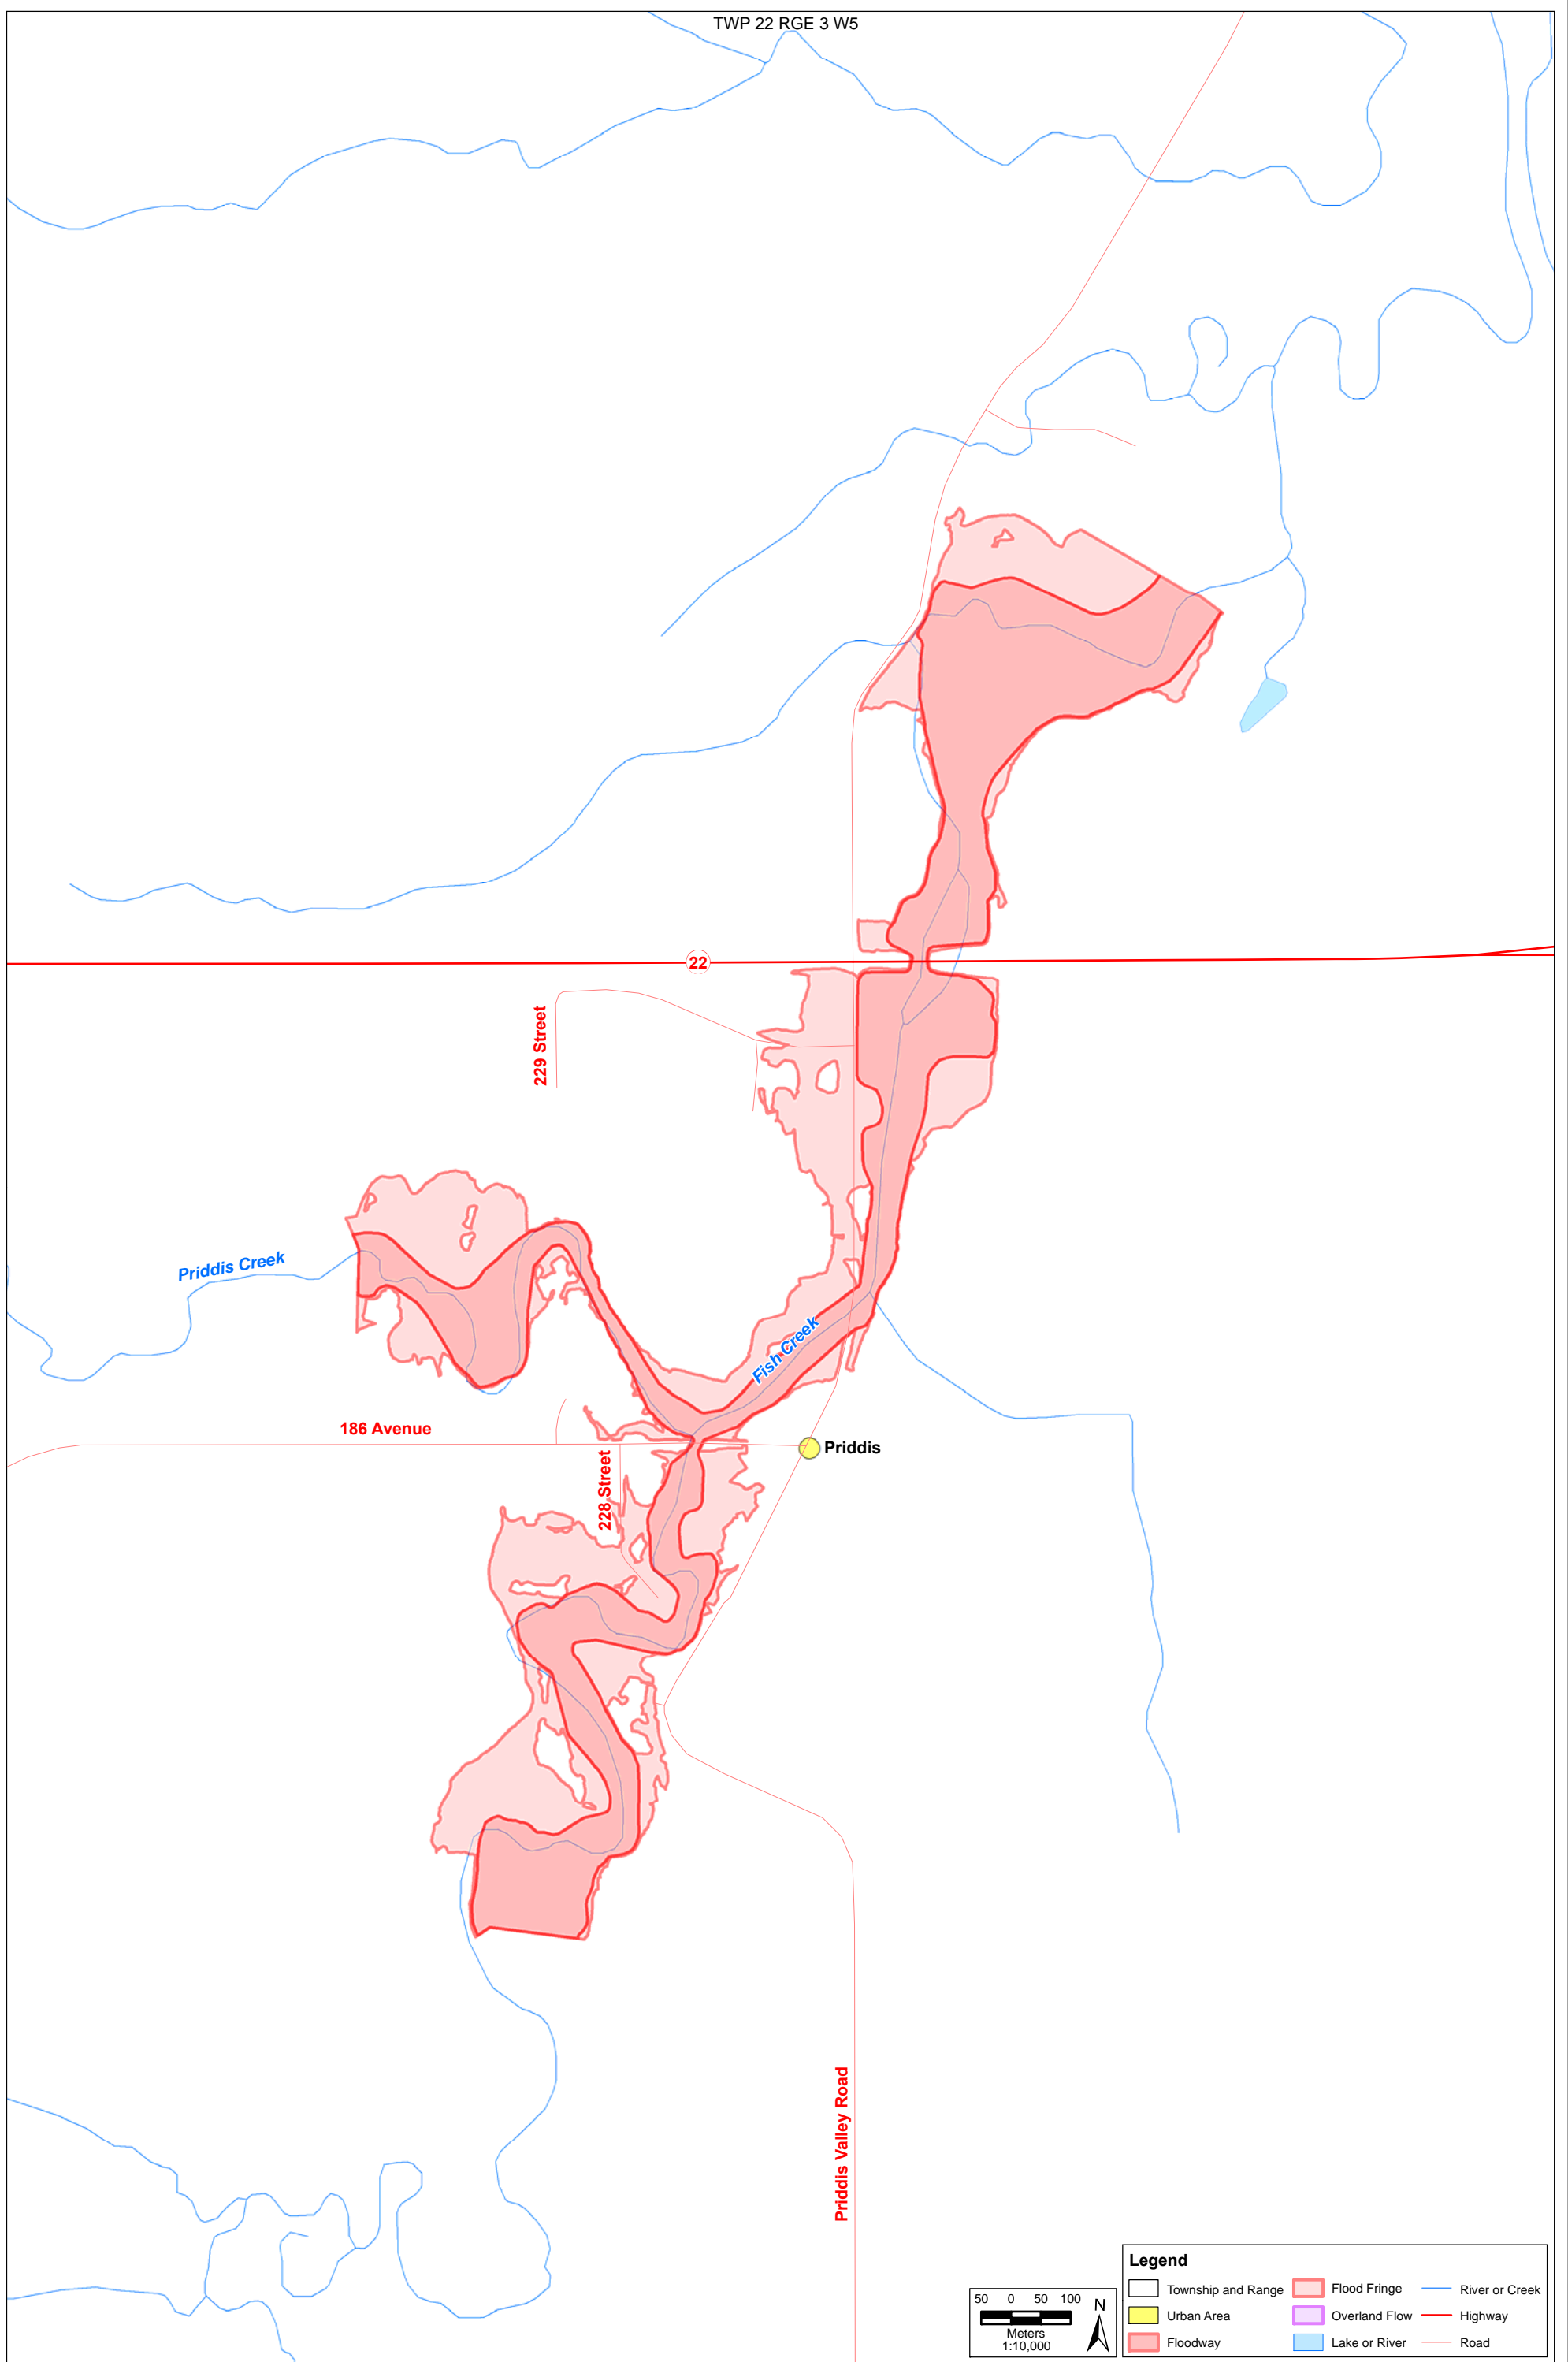 TWP 22 RGE 3 W5
22
229 Street
Priddis Creek
Fish Creek
186 Avenue
Priddis
228 Street
Priddis Valley Road
50 0 50 100
Meters
1:10,000
N
Legend
Township and Range
Urban Area
Floodway
Flood Fringe
Overland Flow
Lake or River
River or Creek
Highway
Road